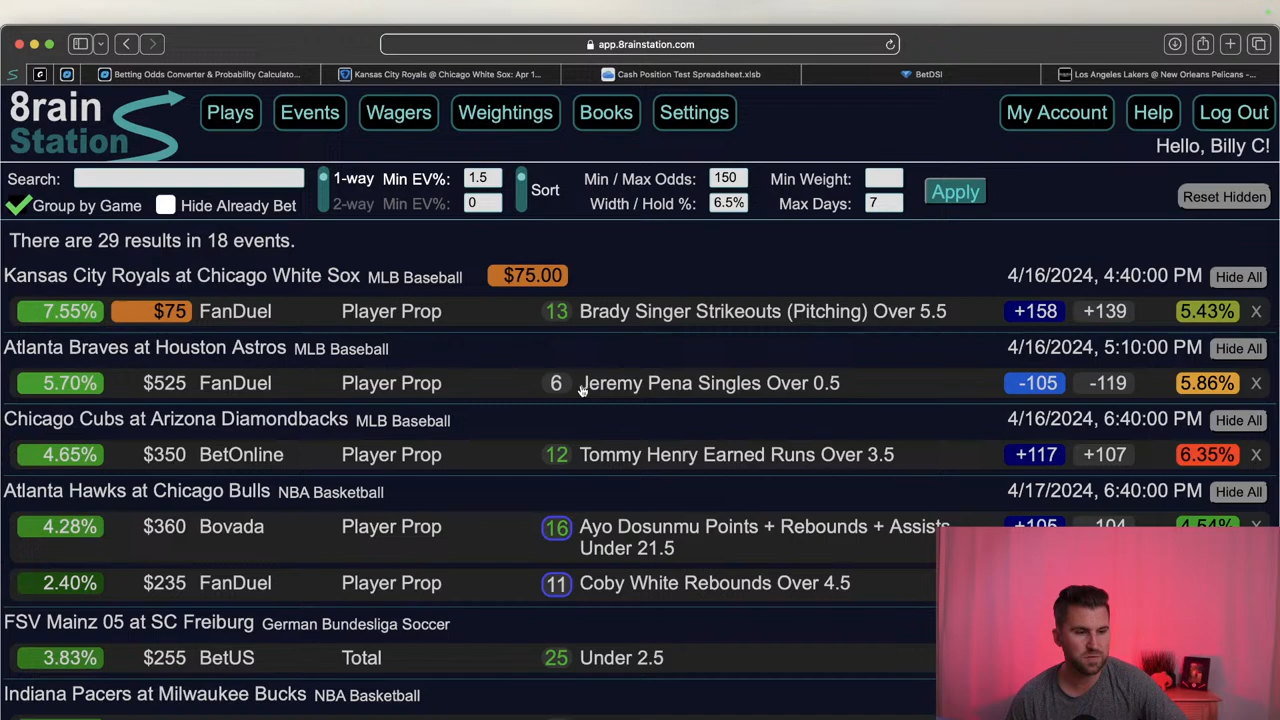 app.8rainstation.com
Betting Odds Converter & Probability Calculato...
Kansas City Royals @ Chicago White Sox: Apr 1...
Cash Position Test Spreadsheet.xlsb
BetDSI
Los Angeles Lakers @ New Orleans Pelicans -...
8rain Station
Plays Events Wagers Weightings Books Settings My Account Help Log Out
Hello, Billy C!
Search: 1-way Min EV%: 1.5 Sort Min / Max Odds: 150 Min Weight: Apply
Group by Game Hide Already Bet 2-way Min EV%: 0 Width / Hold %: 6.5% Max Days: 7 Reset Hidden
There are 29 results in 18 events.
Kansas City Royals at Chicago White Sox MLB Baseball $75.00 4/16/2024, 4:40:00 PM Hide All
7.55% $75 FanDuel Player Prop 13 Brady Singer Strikeouts (Pitching) Over 5.5 +158 +139 5.43% X
Atlanta Braves at Houston Astros MLB Baseball 4/16/2024, 5:10:00 PM Hide All
5.70% $525 FanDuel Player Prop 6 Jeremy Pena Singles Over 0.5 -105 -119 5.86% X
Chicago Cubs at Arizona Diamondbacks MLB Baseball 4/16/2024, 6:40:00 PM Hide All
4.65% $350 BetOnline Player Prop 12 Tommy Henry Earned Runs Over 3.5 +117 +107 6.35% X
Atlanta Hawks at Chicago Bulls NBA Basketball 4/17/2024, 6:40:00 PM Hide All
4.28% $360 Bovada Player Prop 16 Ayo Dosunmu Points + Rebounds + Assists
Under 21.5
2.40% $235 FanDuel Player Prop 11 Coby White Rebounds Over 4.5
FSV Mainz 05 at SC Freiburg German Bundesliga Soccer
3.83% $255 BetUS Total 25 Under 2.5
Indiana Pacers at Milwaukee Bucks NBA Basketball